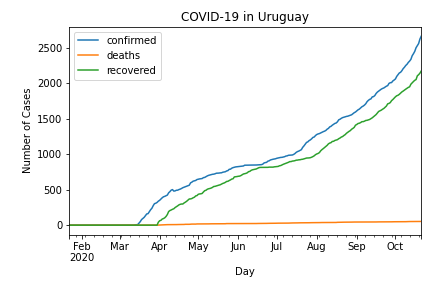 COVID-19 in Uruguay
confirmed
deaths
recovered
Number of Cases
2500
2000
1500
1000
500
0
Feb Mar Apr May Jun Jul Aug Sep Oct
2020
Day